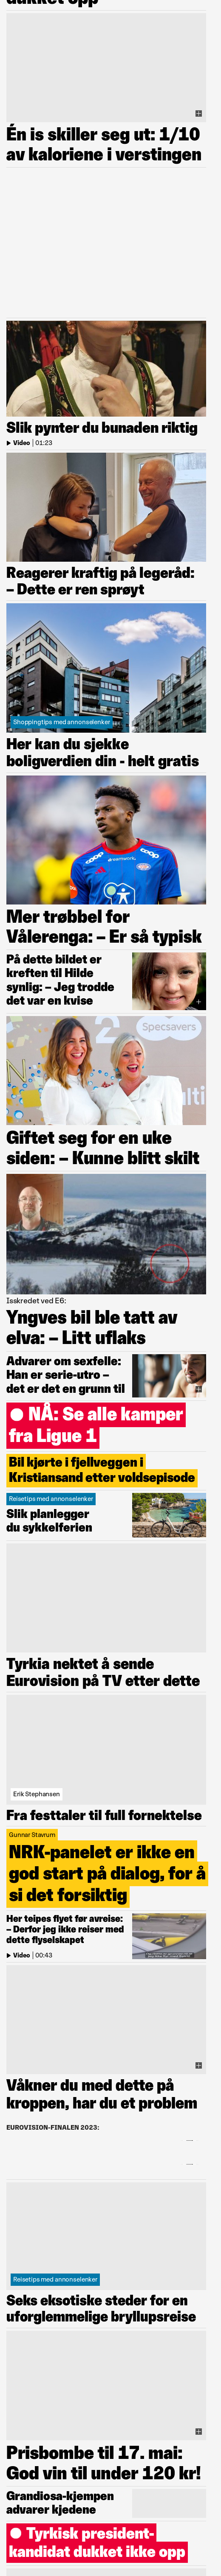 dukket opp
Én is skiller seg ut: 1/10
av kaloriene i verstingen
Slik pynter du bunaden riktig
Video | 01:23
Reagerer kraftig på legeråd:
– Dette er ren sprøyt
Shoppingtips med annonselenker
Her kan du sjekke
boligverdien din - helt gratis
coop
coop
Mer trøbbel for
Vålerenga: – Er så typisk
På dette bildet er
kreften til Hilde
synlig: – Jeg trodde
det var en kvise
Specsavers
Giftet seg for en uke
siden: – Kunne blitt skilt
Isskredet ved E6:
Yngves bil ble tatt av
elva: – Litt uflaks
Advarer om sexfelle:
Han er serie-utro –
det er det en grunn til
NÅ: Se alle kamper
fra Ligue 1
Bil kjørte i fjellveggen i
Kristiansand etter voldsepisode
Reisetips med annonselenker
Slik planlegger
du sykkelferien
Tyrkia nektet å sende
Eurovision på TV etter dette
Erik Stephansen
Fra festtaler til full fornektelse
Gunnar Stavrum
NRK-panelet er ikke en
god start på dialog, for å
si det forsiktig
Her teipes flyet før avreise:
– Derfor jeg ikke reiser med
dette flyselskapet
Video | 00:43
Våkner du med dette på
kroppen, har du et problem
EUROVISION-FINALEN 2023:
Reisetips med annonselenker
Seks eksotiske steder for en
uforglemmelige bryllupsreise
Prisbombe til 17. mai:
God vin til under 120 kr!
Grandiosa-kjempen
advarer kjedene
Tyrkisk president-
kandidat dukket ikke opp